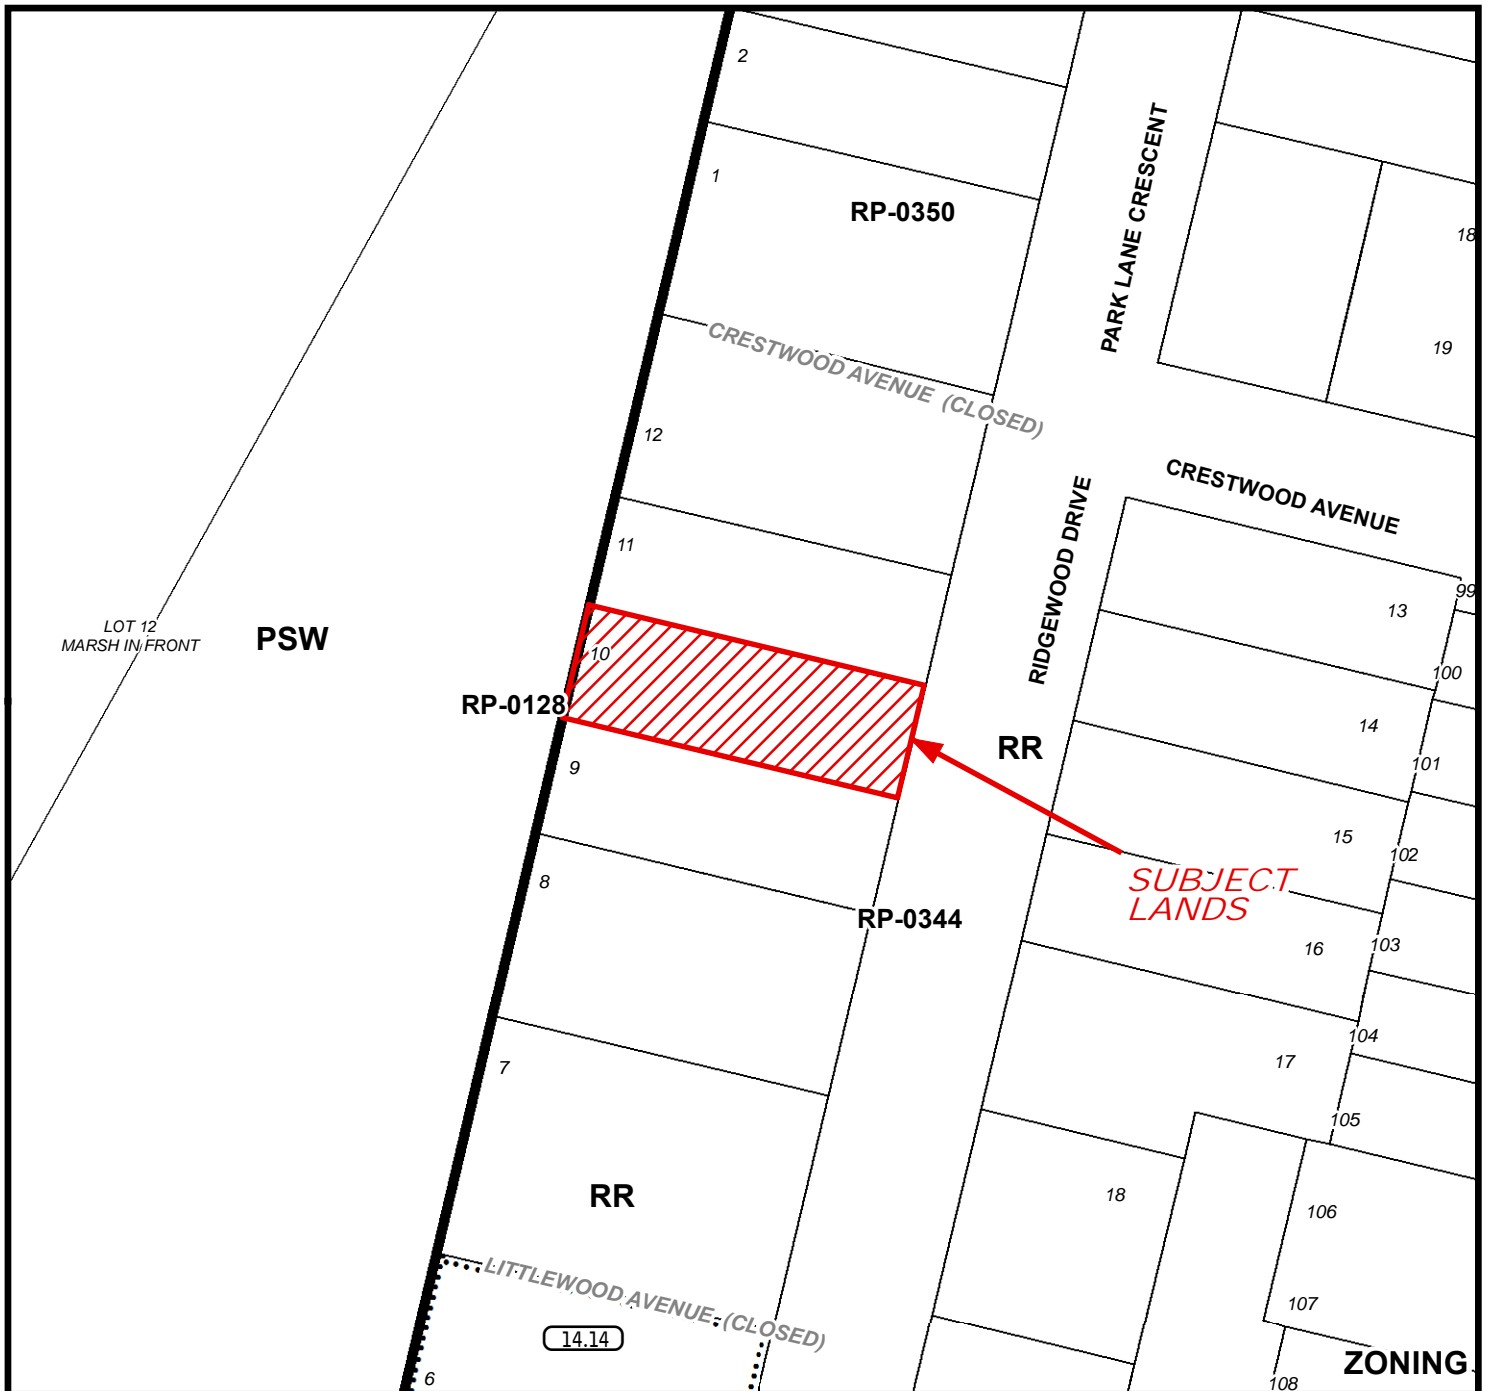 2
1
RP-0350
PARK LANE CRESCENT
18
19
CRESTWOOD AVENUE (CLOSED)
12
CRESTWOOD AVENUE
RIDGEWOOD DRIVE
11
13
99
LOT 12
MARSH IN FRONT
PSW
10
100
RP-0128
14
RR
9
101
15
102
8
SUBJECT
LANDS
RP-0344
16
103
104
17
7
105
RR
18
106
LITTLEWOOD AVENUE (CLOSED)
107
14.14
ZONING
6
108